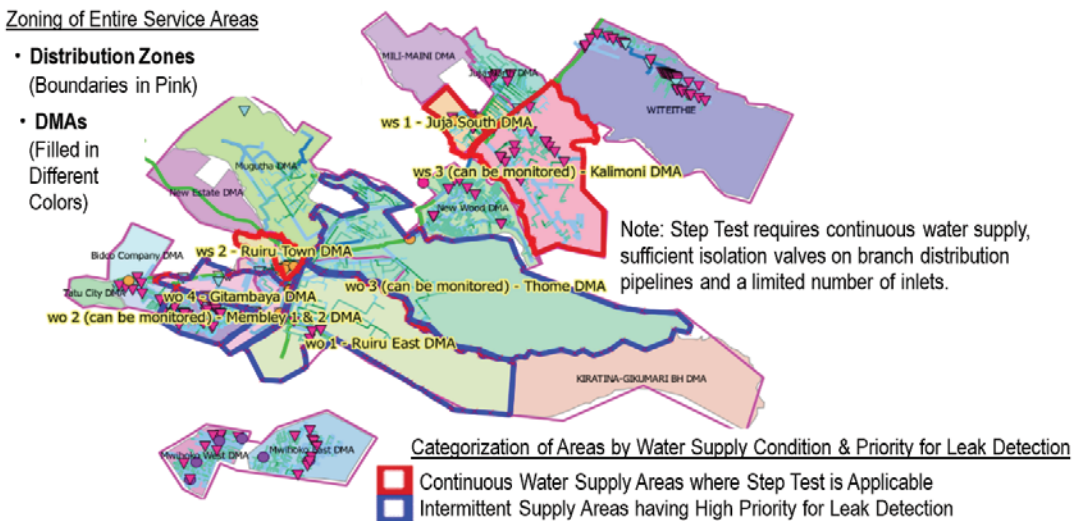 Zoning of Entire Service Areas
• Distribution Zones
(Boundaries in Pink)
• DMAs
(Filled in
Different
Colors)
MILI-MAINI DMA
WITEITHIE
ws 1 - Juja South DMA
Mugutha DMA
ws 3 (can be monitored) - Kalimoni DMA
New Estate DMA
New Wood DMA
Note: Step Test requires continuous water supply,
sufficient isolation valves on branch distribution
pipelines and a limited number of inlets.
ws 2 - Ruiru Town DMA
Bidco Company DMA
wo 3 (can be monitored) - Thome DMA
Tatu City DMA
wo 4 - Gitambaya DMA
wo 2 (can be monitored) - Membley 1 & 2 DMA
wo 1 - Ruiru East DMA
KIRATINA-GIKUMARI BH DMA
Mwihoko West DMA
Mwihoko East DMA
Categorization of Areas by Water Supply Condition & Priority for Leak Detection
Continuous Water Supply Areas where Step Test is Applicable
Intermittent Supply Areas having High Priority for Leak Detection